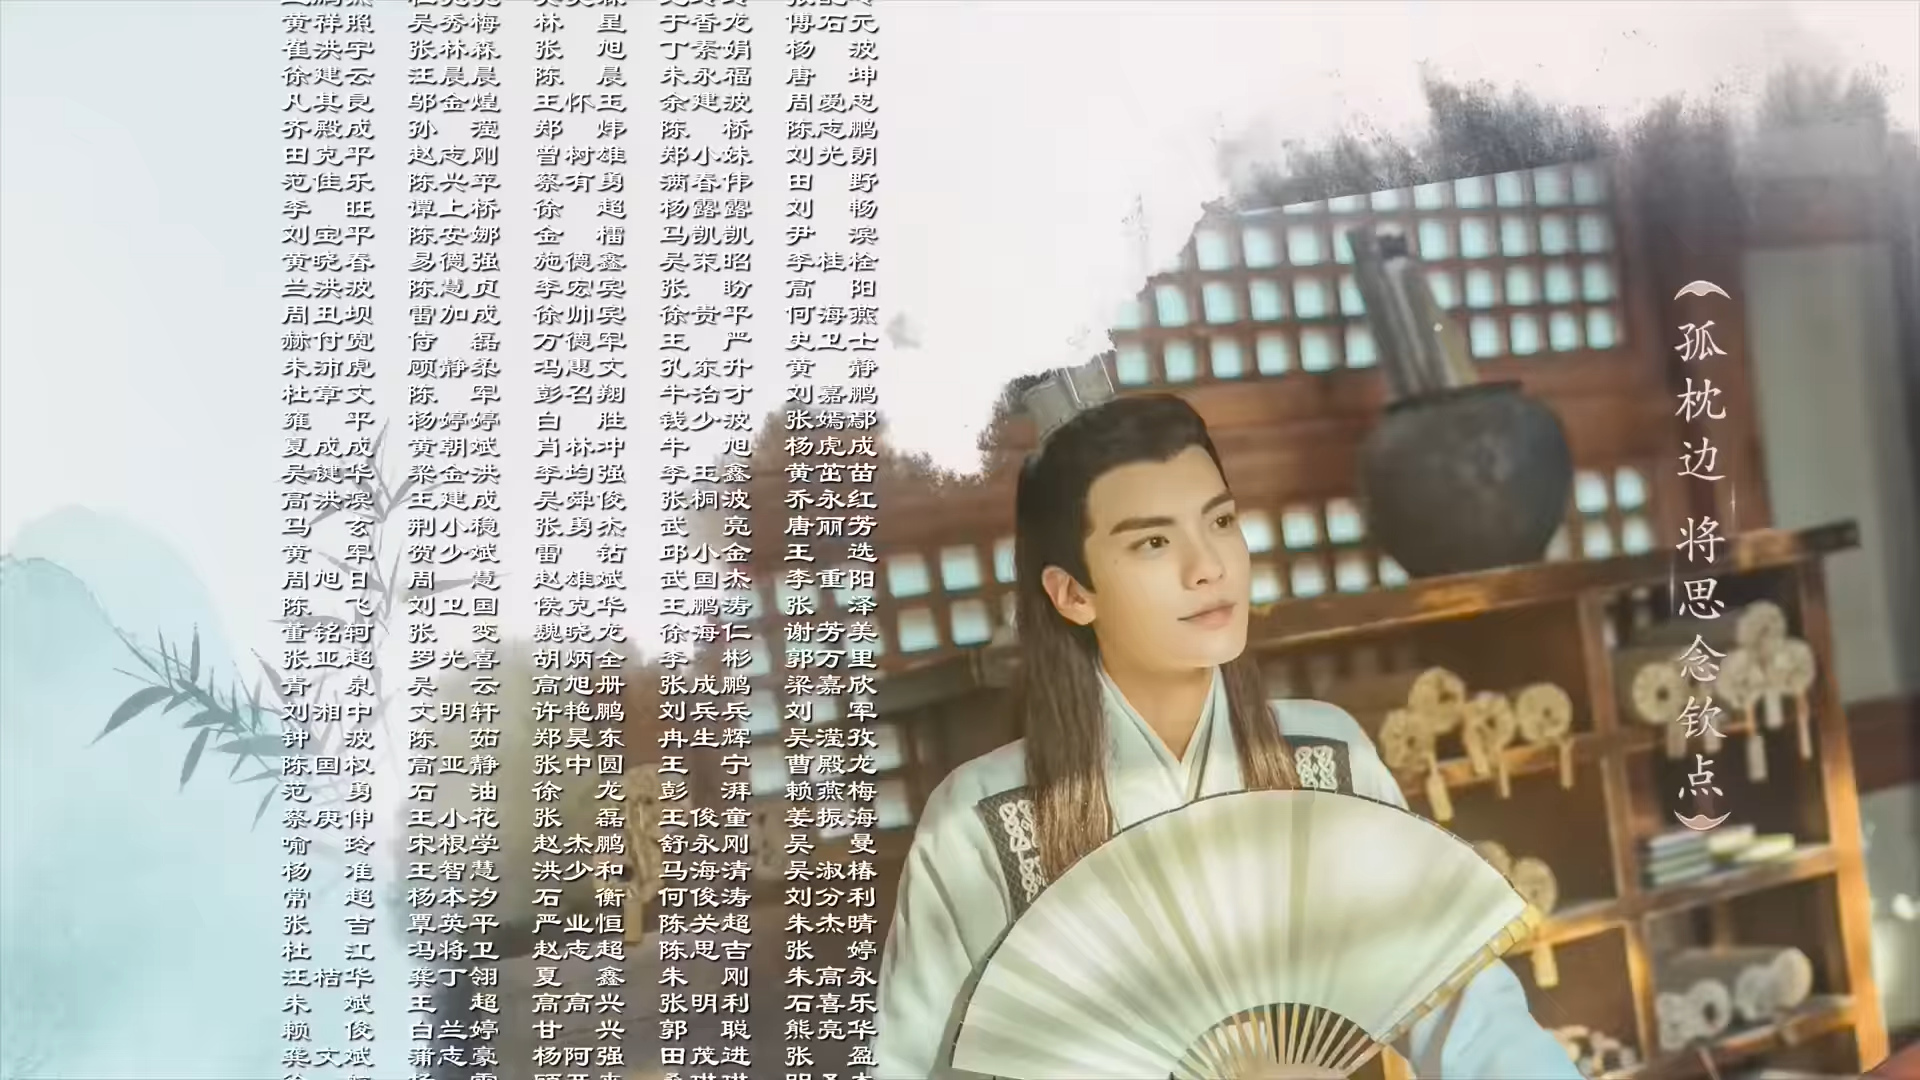 黄祥照 吴秀梅 林星 于香龙 傅石元
崔洪宇 张林森 张旭 丁素娟 杨波
徐建云 汪晨晨 陈晨 朱永福 唐坤
凡其良 邬金煌 王怀玉 余建波 周爱忠
齐殿成 孙滢 郑炜 陈桥 陈志鹏
田克平 赵志刚 曾树雄 郑小妹 刘光朗
范佳乐 陈兴苹 蔡有勇 满春伟 田野
李旺 谭上桥 徐超 杨露露 刘畅
刘宝平 陈安娜 金檑 马凯凯 尹滨
黄晓春 易德强 施德鑫 吴茉昭 李桂栓
兰洪波 陈慧贞 李宏宾 张盼 高阳
周丑坝 雷加成 徐帅宾 徐贵平 何海燕
赫付宽 侍磊 万德军 王严 史卫士
朱沛虎 顾静柔 冯惠文 孔东升 黄静
杜章文 陈军 彭召翔 牛治才 刘嘉鹏
雍平 杨婷婷 白胜 钱少波 张嫣鄢
夏成成 黄朝斌 肖林冲 牛旭 杨虎成
吴键华 梁金洪 李均强 李玉鑫 黄茁苗
高洪滨 王建成 吴舜俊 张桐波 乔永红
马玄 荆小稳 张勇杰 武亮 唐丽芳
黄军 贺少斌 雷钻 邱小金 王选
周旭日 周慧 赵雄斌 武国杰 李重阳
陈飞 刘卫国 侯克华 王鹏涛 张泽
董铭轲 张变 魏晓龙 徐海仁 谢芳美
张亚超 罗光喜 胡炳全 李彬 郭万里
青泉 吴云 高旭册 张成鹏 梁嘉欣
刘湘中 文明轩 许艳鹏 刘兵兵 刘军
钟波 陈茹 郑昊东 冉生辉 吴滢孜
陈国权 高亚静 张中圆 王宁 曹殿龙
范勇 石油 徐龙 彭湃 赖燕梅
蔡庚伸 王小花 张磊 王俊童 姜振海
喻玲 宋根学 赵杰鹏 舒永刚 吴曼
杨准 王智慧 洪少和 马海清 吴淑椿
常超 杨本汐 石衡 何俊涛 刘分利
张吉 覃英平 严业恒 陈关超 朱杰晴
杜江 冯将卫 赵志超 陈思吉 张婷
汪桔华 龚丁翎 夏鑫 朱刚 朱高永
朱斌 王超 高高兴 张明利 石喜乐
赖俊 白兰婷 甘兴 郭聪 熊亮华
龚文斌 蒲志豪 杨阿强 田茂进 张盈
（孤枕边 将思念钦点）